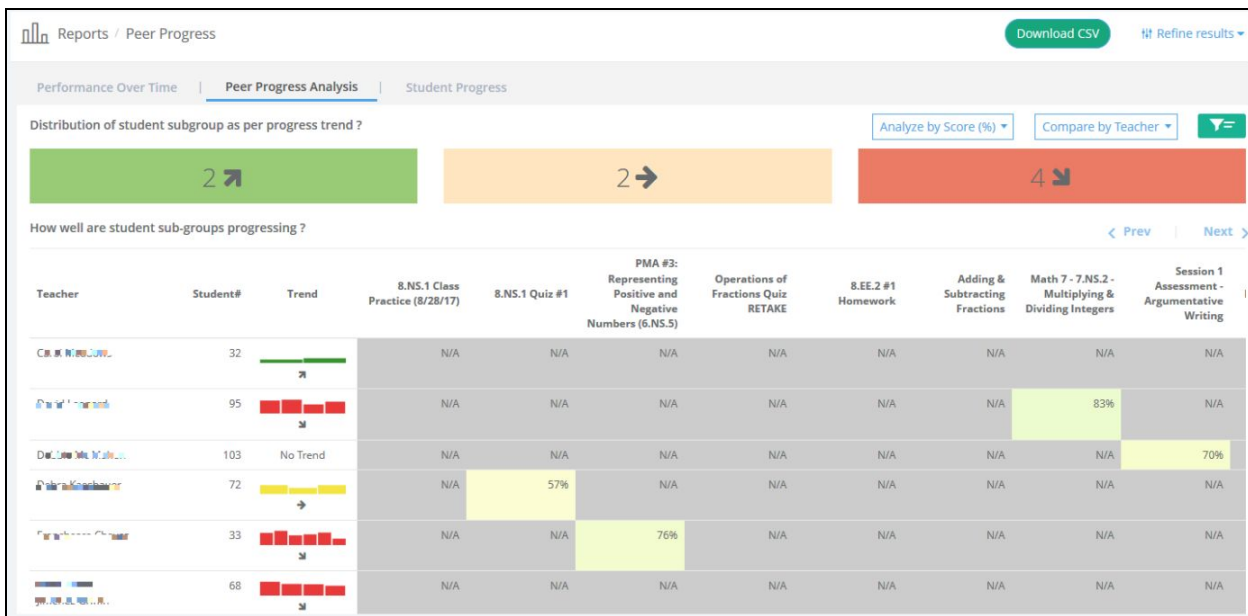 Reports / Peer Progress
Download CSV
Refine results
Performance Over Time | Peer Progress Analysis | Student Progress
Distribution of student subgroup as per progress trend ?
Analyze by Score (%)
Compare by Teacher
2
2
4
How well are student sub-groups progressing ?
Prev | Next
PMA #3:
Representing
Positive and
Negative
Numbers (6.NS.5)
Teacher
Student#
Trend
8.NS.1 Class
Practice (8/28/17)
8.NS.1 Quiz #1
Operations of
Fractions Quiz
RETAKE
8.EE.2 #1
Homework
Adding &
Subtracting
Fractions
Math 7 - 7.NS.2 -
Multiplying &
Dividing Integers
Session 1
Assessment -
Argumentative
Writing
32 N/A N/A N/A N/A N/A N/A N/A N/A
95 N/A N/A N/A N/A N/A N/A 83% N/A
103 No Trend N/A N/A N/A N/A N/A N/A N/A 70%
72 N/A 57% N/A N/A N/A N/A N/A N/A
33 N/A N/A 76% N/A N/A N/A N/A N/A
68 N/A N/A N/A N/A N/A N/A N/A N/A